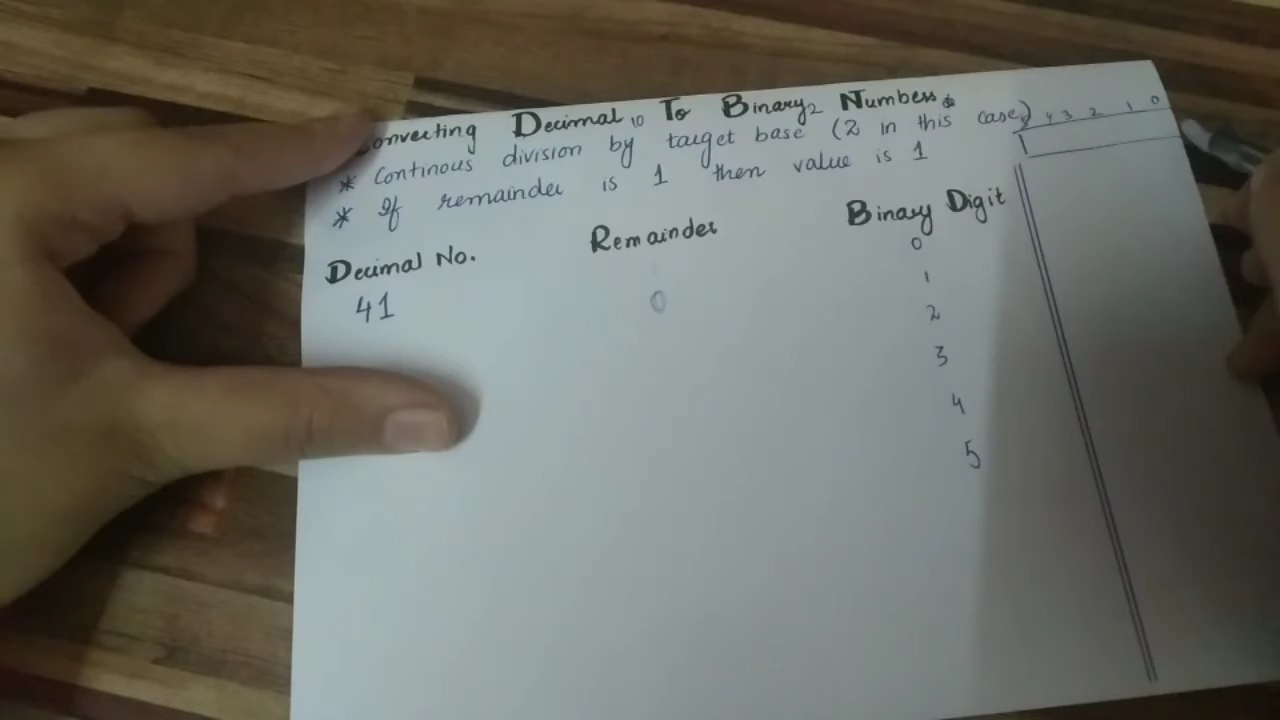 onverting Decimal10 To Binary2 Numbers
* Continous division by target base (2 in this case)
* If remainder is 1 then value is 1
4 3 2 1 0
Decimal No. Remainder Binary Digit
0
41 0 1
2
3
4
5